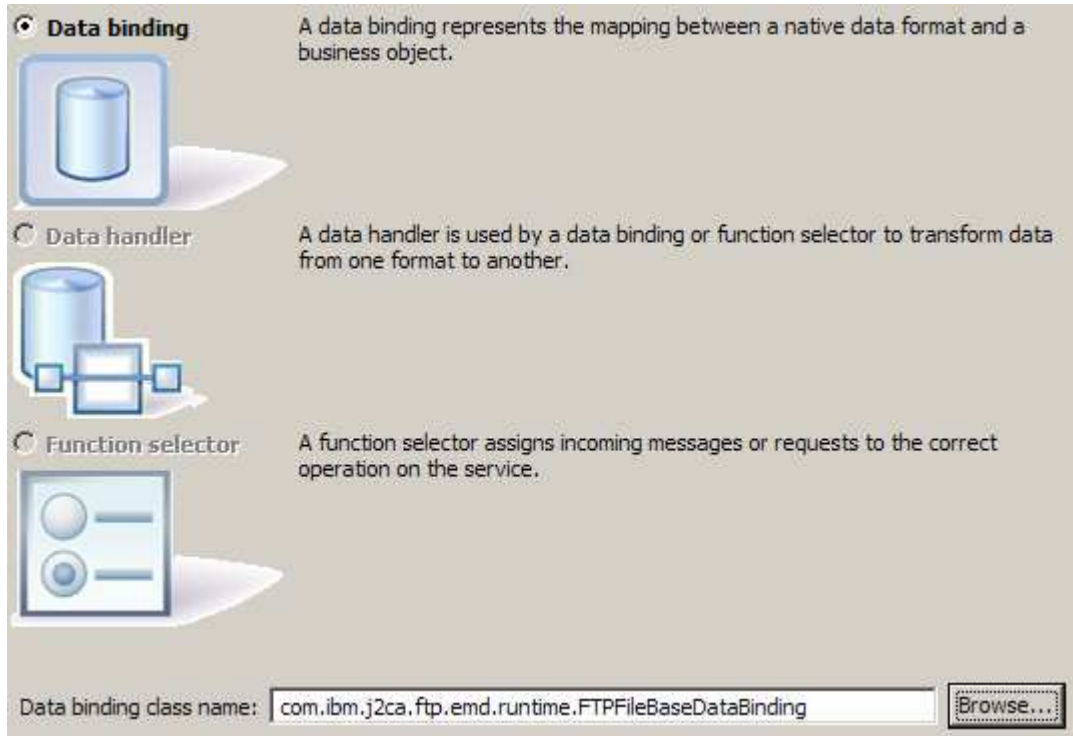 Data binding
A data binding represents the mapping between a native data format and a
business object.
Data handler
A data handler is used by a data binding or function selector to transform data
from one format to another.
Function selector
A function selector assigns incoming messages or requests to the correct
operation on the service.
Data binding class name: com.ibm.j2ca.ftp.emd.runtime.FTPFileBaseDataBinding Browse...